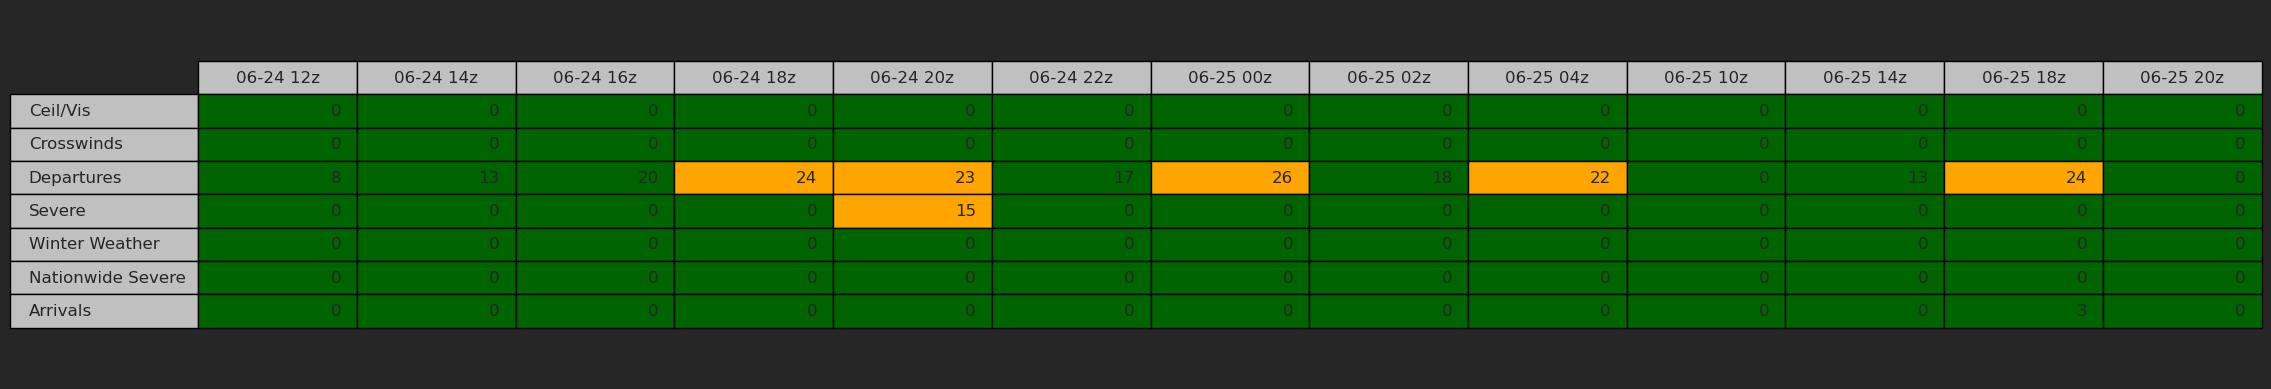 06-24 12z 06-24 14z 06-24 16z 06-24 18z 06-24 20z 06-24 22z 06-25 00z 06-25 02z 06-25 04z 06-25 10z 06-25 14z 06-25 18z 06-25 20z
Ceil/Vis 0 0 0 0 0 0 0 0 0 0 0 0 0
Crosswinds 0 0 0 0 0 0 0 0 0 0 0 0 0
Departures 8 13 20 24 23 17 26 18 22 0 13 24 0
Severe 0 0 0 0 15 0 0 0 0 0 0 0 0
Winter Weather 0 0 0 0 0 0 0 0 0 0 0 0 0
Nationwide Severe 0 0 0 0 0 0 0 0 0 0 0 0 0
Arrivals 0 0 0 0 0 0 0 0 0 0 0 3 0